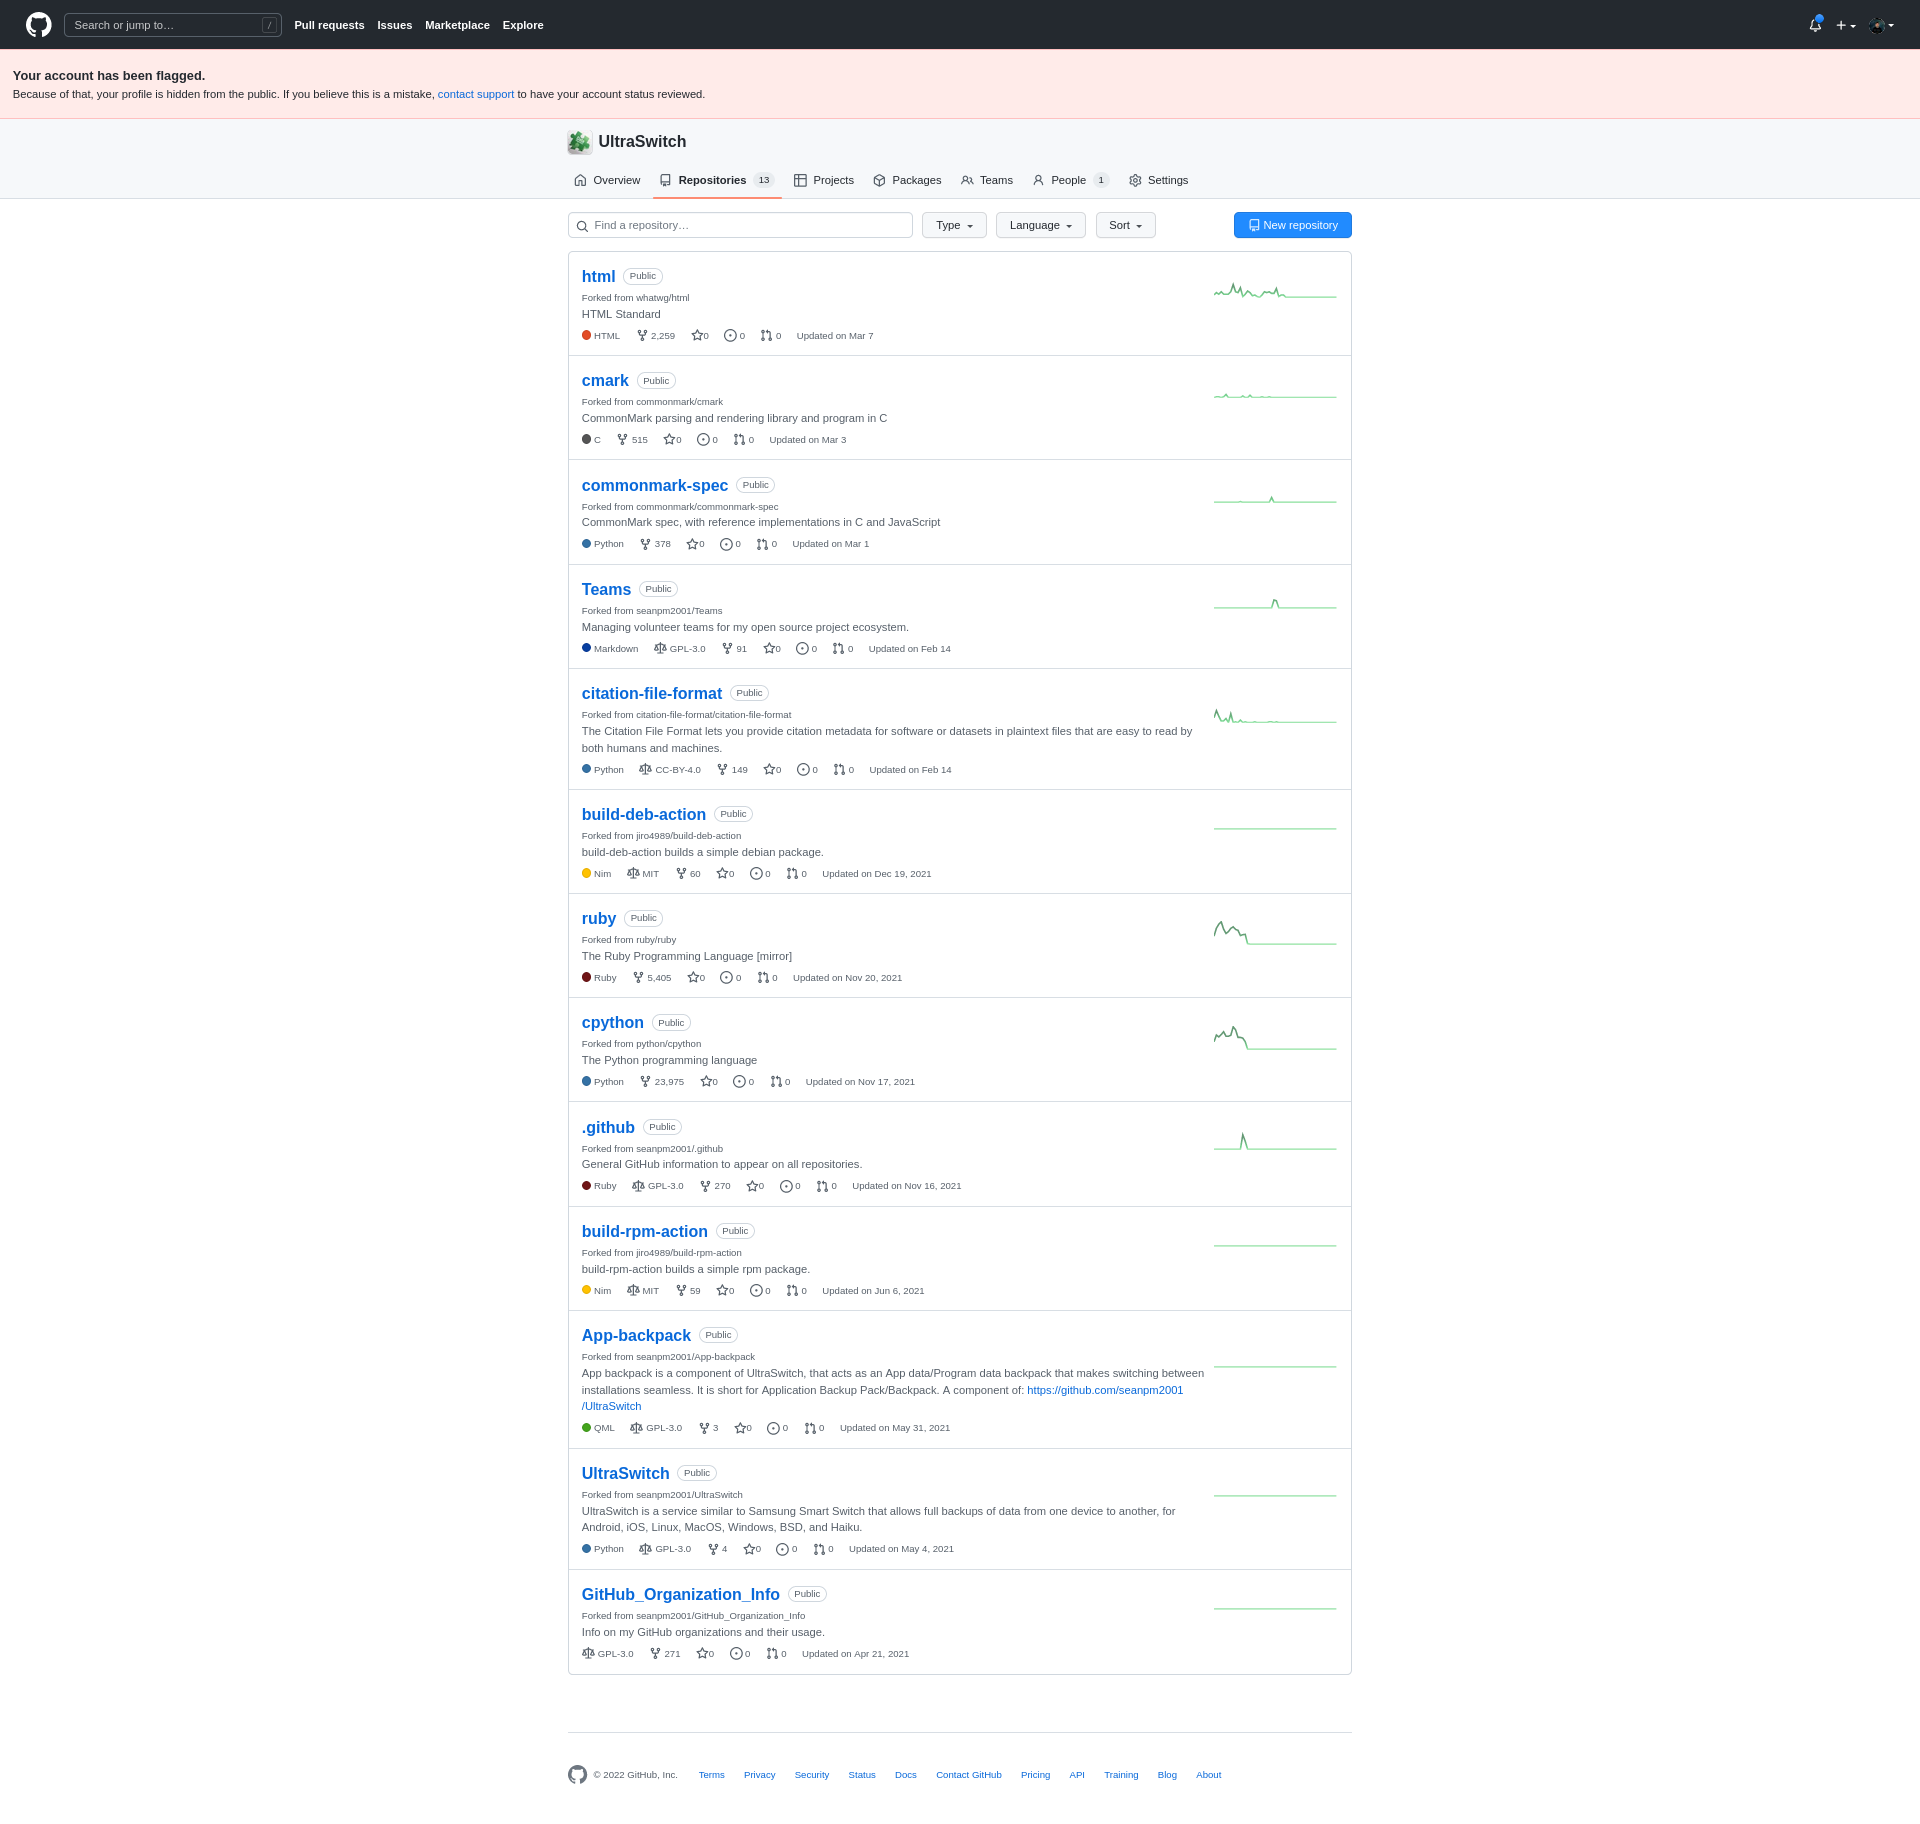 Search or jump to… /
Pull requests Issues Marketplace Explore
Your account has been flagged.
Because of that, your profile is hidden from the public. If you believe this is a mistake, contact support to have your account status reviewed.
UltraSwitch
Overview Repositories 13 Projects Packages Teams People 1 Settings
Find a repository… Type Language Sort New repository
html Public
Forked from whatwg/html
HTML Standard
HTML 2,259 0 0 0 Updated on Mar 7
cmark Public
Forked from commonmark/cmark
CommonMark parsing and rendering library and program in C
C 515 0 0 0 Updated on Mar 3
commonmark-spec Public
Forked from commonmark/commonmark-spec
CommonMark spec, with reference implementations in C and JavaScript
Python 378 0 0 0 Updated on Mar 1
Teams Public
Forked from seanpm2001/Teams
Managing volunteer teams for my open source project ecosystem.
Markdown GPL-3.0 91 0 0 0 Updated on Feb 14
citation-file-format Public
Forked from citation-file-format/citation-file-format
The Citation File Format lets you provide citation metadata for software or datasets in plaintext files that are easy to read by
both humans and machines.
Python CC-BY-4.0 149 0 0 0 Updated on Feb 14
build-deb-action Public
Forked from jiro4989/build-deb-action
build-deb-action builds a simple debian package.
Nim MIT 60 0 0 0 Updated on Dec 19, 2021
ruby Public
Forked from ruby/ruby
The Ruby Programming Language [mirror]
Ruby 5,405 0 0 0 Updated on Nov 20, 2021
cpython Public
Forked from python/cpython
The Python programming language
Python 23,975 0 0 0 Updated on Nov 17, 2021
.github Public
Forked from seanpm2001/.github
General GitHub information to appear on all repositories.
Ruby GPL-3.0 270 0 0 0 Updated on Nov 16, 2021
build-rpm-action Public
Forked from jiro4989/build-rpm-action
build-rpm-action builds a simple rpm package.
Nim MIT 59 0 0 0 Updated on Jun 6, 2021
App-backpack Public
Forked from seanpm2001/App-backpack
App backpack is a component of UltraSwitch, that acts as an App data/Program data backpack that makes switching between
installations seamless. It is short for Application Backup Pack/Backpack. A component of: https://github.com/seanpm2001
/UltraSwitch
QML GPL-3.0 3 0 0 0 Updated on May 31, 2021
UltraSwitch Public
Forked from seanpm2001/UltraSwitch
UltraSwitch is a service similar to Samsung Smart Switch that allows full backups of data from one device to another, for
Android, iOS, Linux, MacOS, Windows, BSD, and Haiku.
Python GPL-3.0 4 0 0 0 Updated on May 4, 2021
GitHub_Organization_Info Public
Forked from seanpm2001/GitHub_Organization_Info
Info on my GitHub organizations and their usage.
GPL-3.0 271 0 0 0 Updated on Apr 21, 2021
© 2022 GitHub, Inc. Terms Privacy Security Status Docs Contact GitHub Pricing API Training Blog About